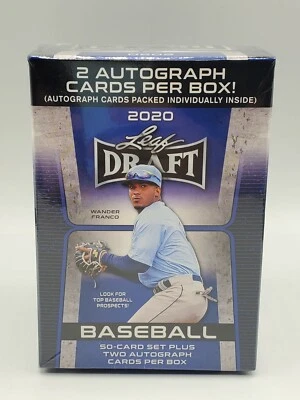 2 AUTOGRAPH
CARDS PER BOX!
(AUTOGRAPH CARDS PACKED INDIVIDUALLY INSIDE)
2020
Leaf
DRAFT
WANDER
FRANCO
LOOK FOR
TOP BASEBALL
PROSPECTS!
BASEBALL
50-CARD SET PLUS
TWO AUTOGRAPH
CARDS PER BOX